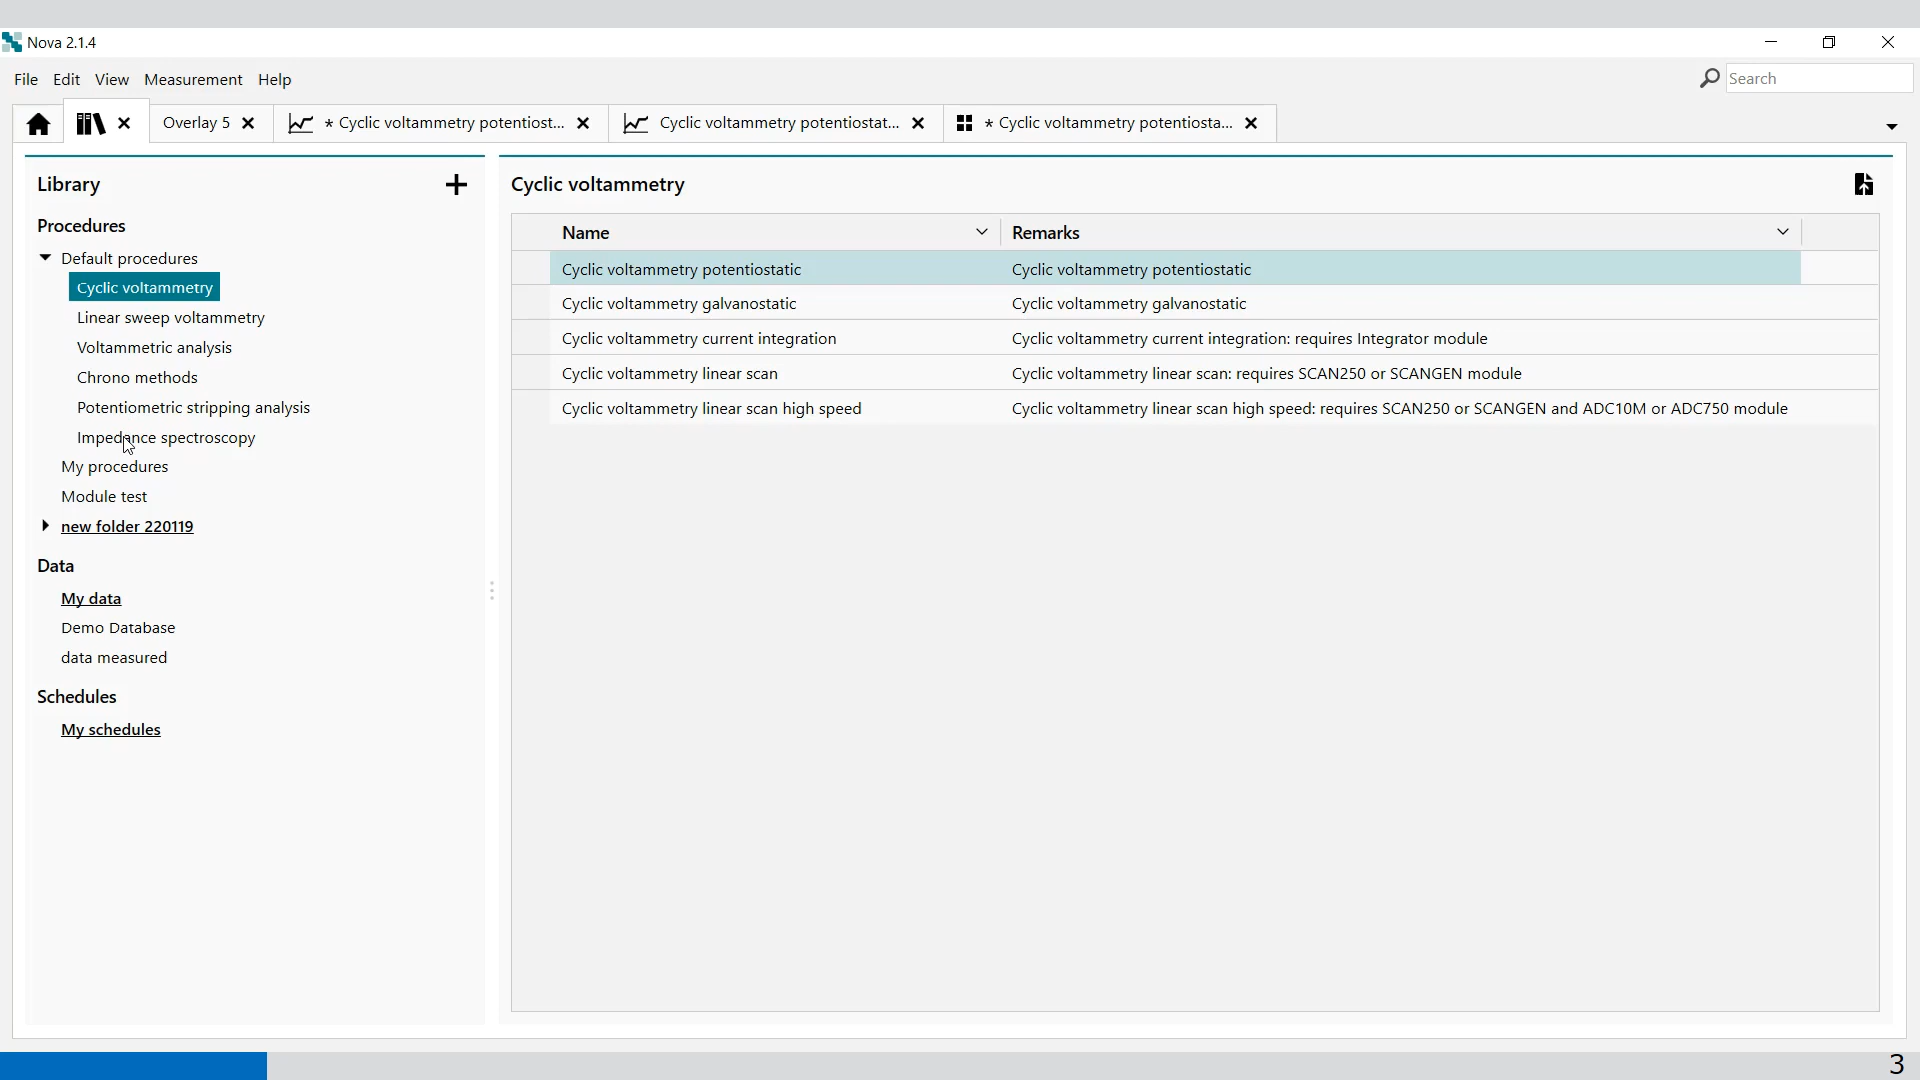 Nova 2.1.4
File Edit View Measurement Help
Search
Overlay 5
* Cyclic voltammetry potentiost...
Cyclic voltammetry potentiostat...
* Cyclic voltammetry potentiosta...
Library
Procedures
Default procedures
Cyclic voltammetry
Linear sweep voltammetry
Voltammetric analysis
Chrono methods
Potentiometric stripping analysis
Impedance spectroscopy
My procedures
Module test
new folder 220119
Data
My data
Demo Database
data measured
Schedules
My schedules
Cyclic voltammetry
Name Remarks
Cyclic voltammetry potentiostatic Cyclic voltammetry potentiostatic
Cyclic voltammetry galvanostatic Cyclic voltammetry galvanostatic
Cyclic voltammetry current integration Cyclic voltammetry current integration: requires Integrator module
Cyclic voltammetry linear scan Cyclic voltammetry linear scan: requires SCAN250 or SCANGEN module
Cyclic voltammetry linear scan high speed Cyclic voltammetry linear scan high speed: requires SCAN250 or SCANGEN and ADC10M or ADC750 module
3